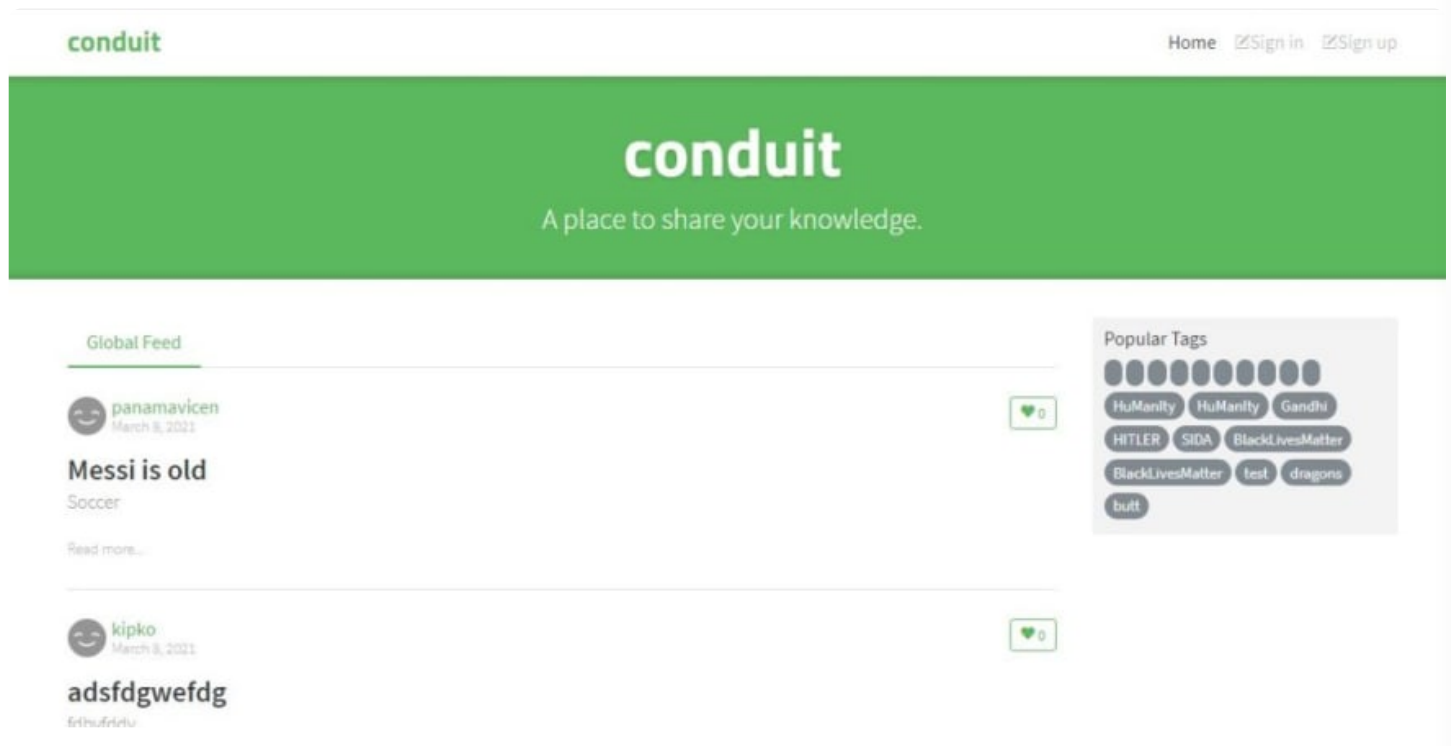 conduit
Home Sign in Sign up
conduit
A place to share your knowledge.
Global Feed
panamavicen
March 8, 2021
0
Messi is old
Soccer
Read more...
kipko
March 8, 2021
0
adsfdgwefdg
Popular Tags
HuManIty HuManIty Gandhi
HITLER SIDA BlackLivesMatter
BlackLivesMatter test dragons
butt